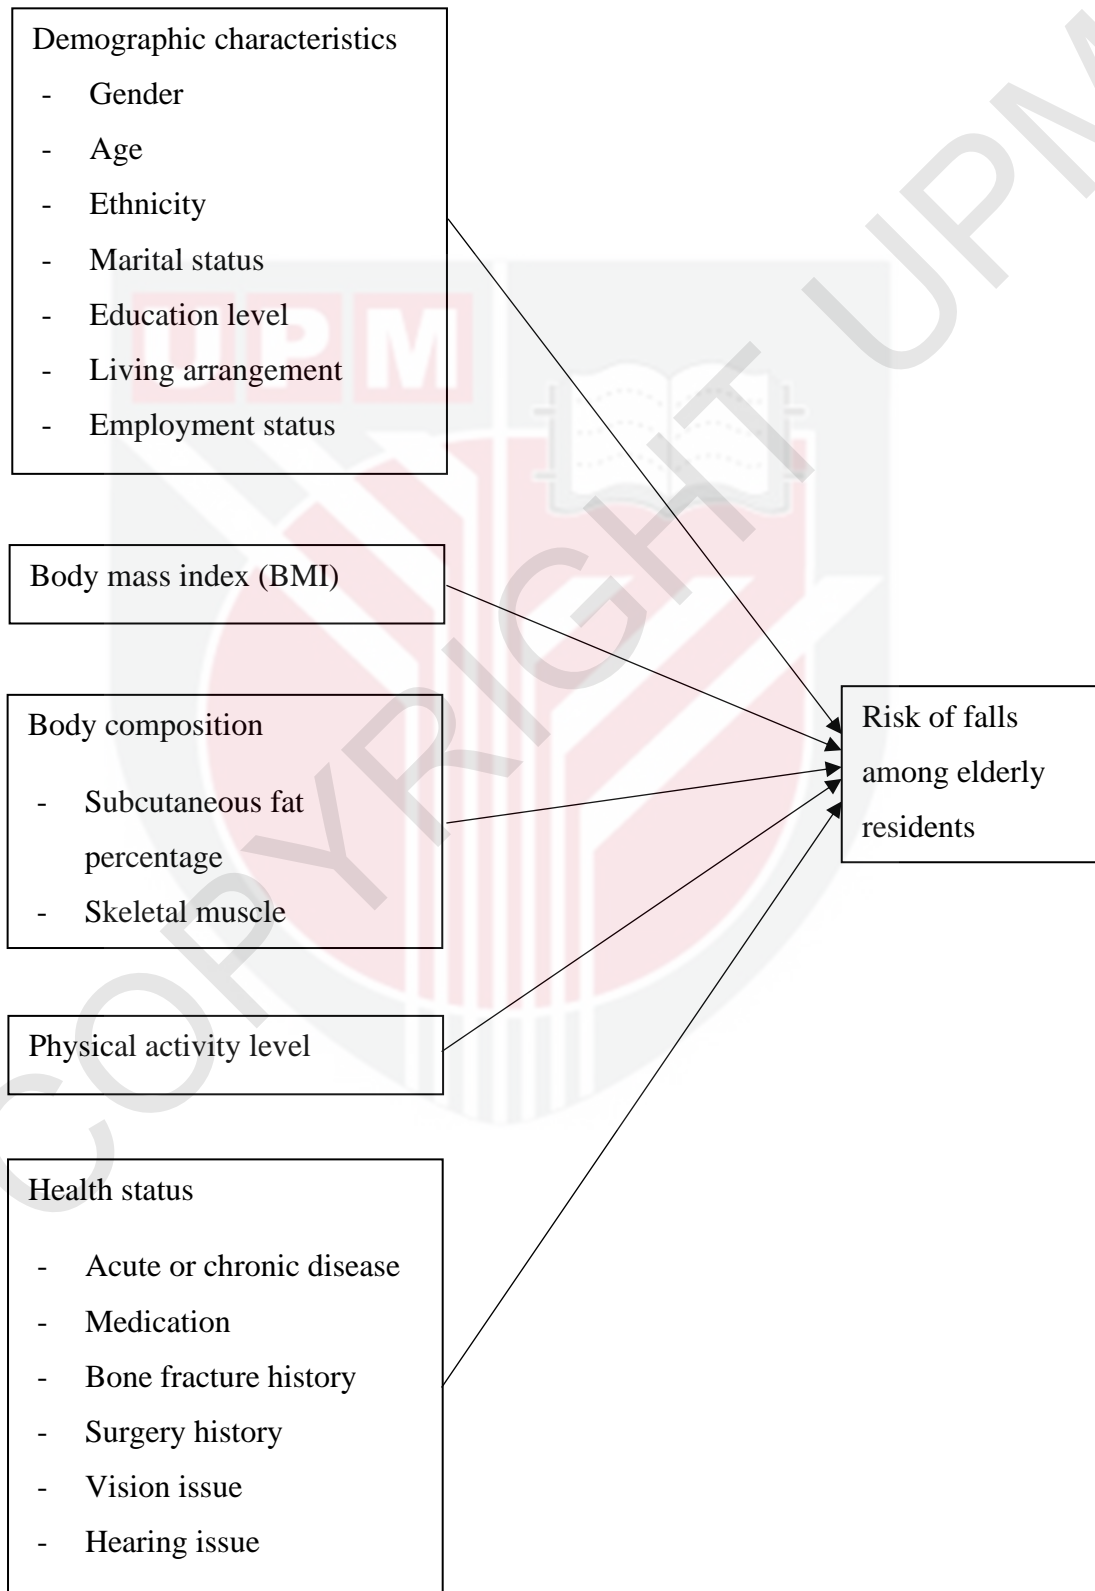 Demographic characteristics
- Gender
- Age
- Ethnicity
- Marital status
- Education level
- Living arrangement
- Employment status
Body mass index (BMI)
Body composition
- Subcutaneous fat
percentage
- Skeletal muscle
Physical activity level
Health status
- Acute or chronic disease
- Medication
- Bone fracture history
- Surgery history
- Vision issue
- Hearing issue
Risk of falls
among elderly
residents
UPM
COPYRIGHT UPM